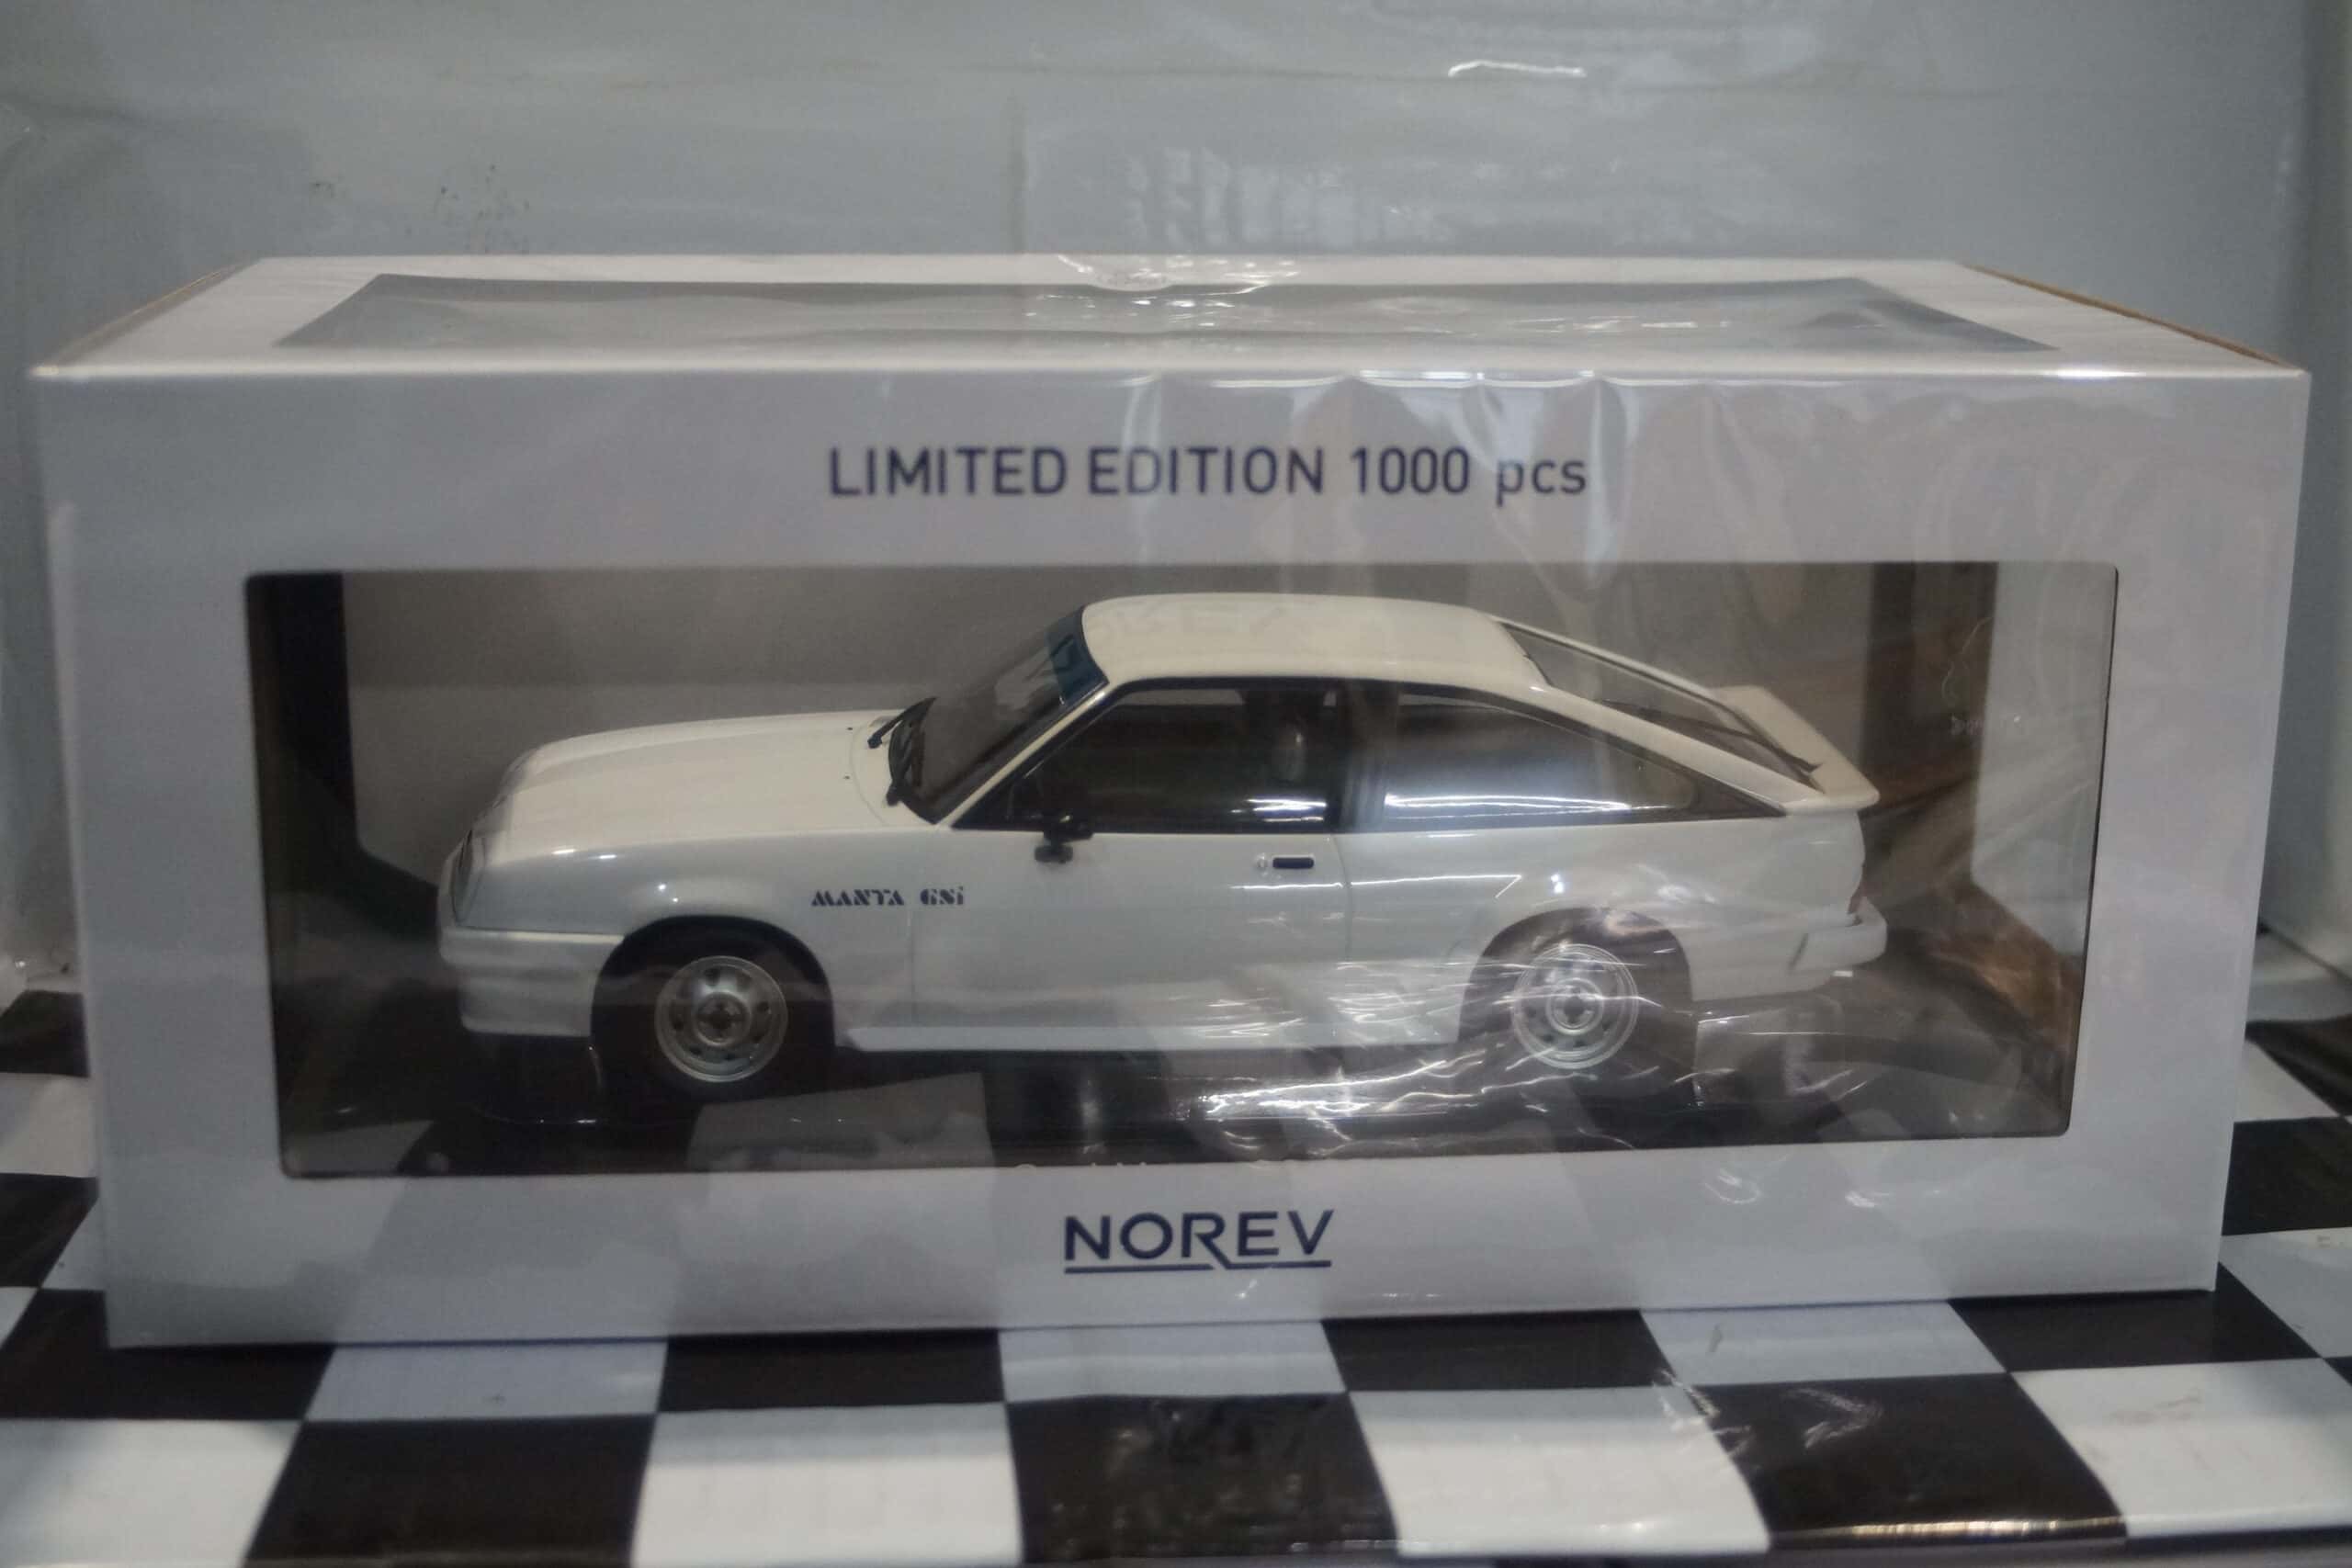 LIMITED EDITION 1000 pcs
MANTA GSi
NOREV